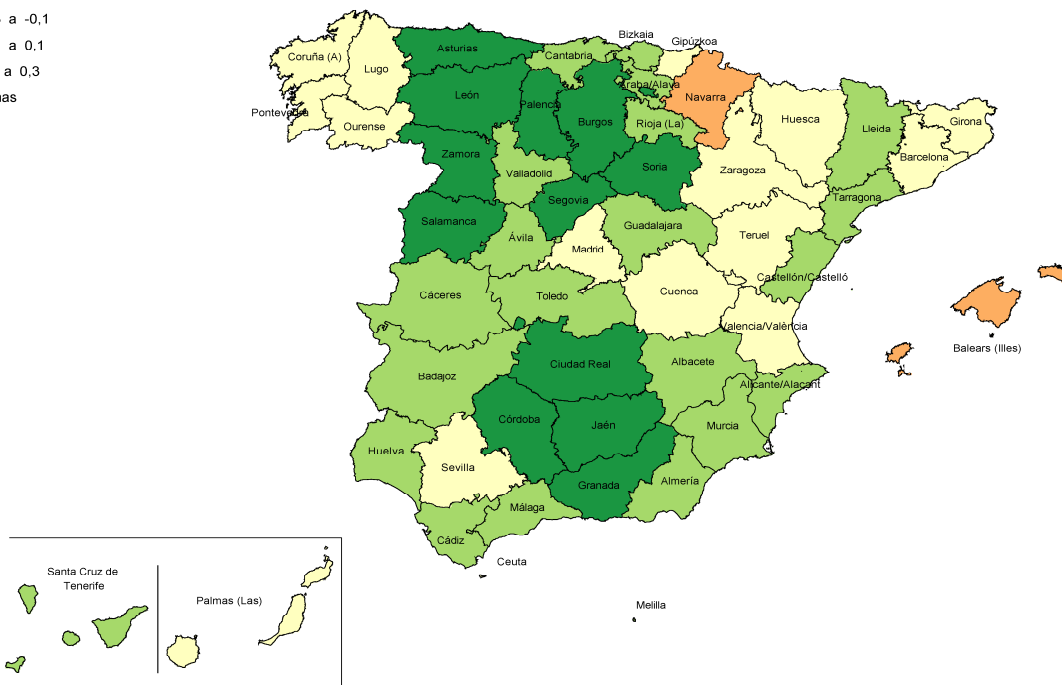 a -0,1
a 0,1
a 0,3
Bizkaia
Gipúzkoa
Asturias
Cantabria
Coruña (A)
Lugo
Araba/Álava
León
Palencia
Navarra
Pontevedra
Ourense
Burgos
Rioja (La)
Huesca
Lleida
Girona
Barcelona
Zamora
Valladolid
Soria
Zaragoza
Segovia
Tarragona
Salamanca
Ávila
Guadalajara
Madrid
Teruel
Castellón/Castelló
Cáceres
Toledo
Cuenca
Valencia/València
Balears (Illes)
Badajoz
Ciudad Real
Albacete
Alicante/Alacant
Córdoba
Jaén
Murcia
Huelva
Sevilla
Granada
Almería
Málaga
Cádiz
Ceuta
Melilla
Santa Cruz de
Tenerife
Palmas (Las)